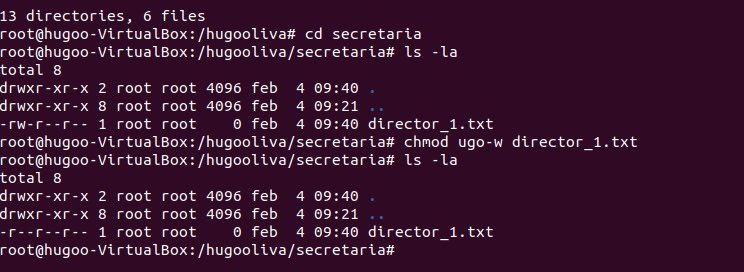 13 directories, 6 files
root@hugoo-VirtualBox:/hugooliva# cd secretaria
root@hugoo-VirtualBox:/hugooliva/secretaria# ls -la
total 8
drwxr-xr-x 2 root root 4096 feb  4 09:40 .
drwxr-xr-x 8 root root 4096 feb  4 09:21 ..
-rw-r--r-- 1 root root    0 feb  4 09:40 director_1.txt
root@hugoo-VirtualBox:/hugooliva/secretaria# chmod ugo-w director_1.txt
root@hugoo-VirtualBox:/hugooliva/secretaria# ls -la
total 8
drwxr-xr-x 2 root root 4096 feb  4 09:40 .
drwxr-xr-x 8 root root 4096 feb  4 09:21 ..
-r--r--r-- 1 root root    0 feb  4 09:40 director_1.txt
root@hugoo-VirtualBox:/hugooliva/secretaria#